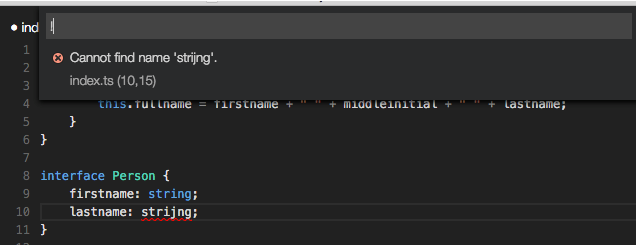 ● ind
!
Cannot find name 'strijng'.
index.ts (10,15)
1
2
3
4 this.fullname = firstname + " " + middleinitial + " " + lastname;
5 }
6 }
7
8 interface Person {
9 firstname: string;
10 lastname: strijng;
11 }